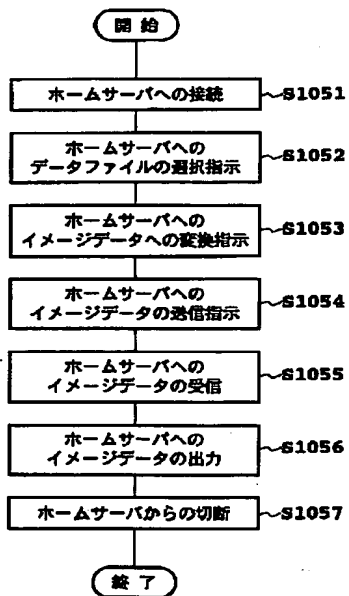 開 始
ホームサーバへの接続 S1051
ホームサーバへの
データファイルの選択指示 S1052
ホームサーバへの
イメージデータへの変換指示 S1053
ホームサーバへの
イメージデータの送信指示 S1054
ホームサーバへの
イメージデータの受信 S1055
ホームサーバへの
イメージデータの出力 S1056
ホームサーバからの切断 S1057
終 了